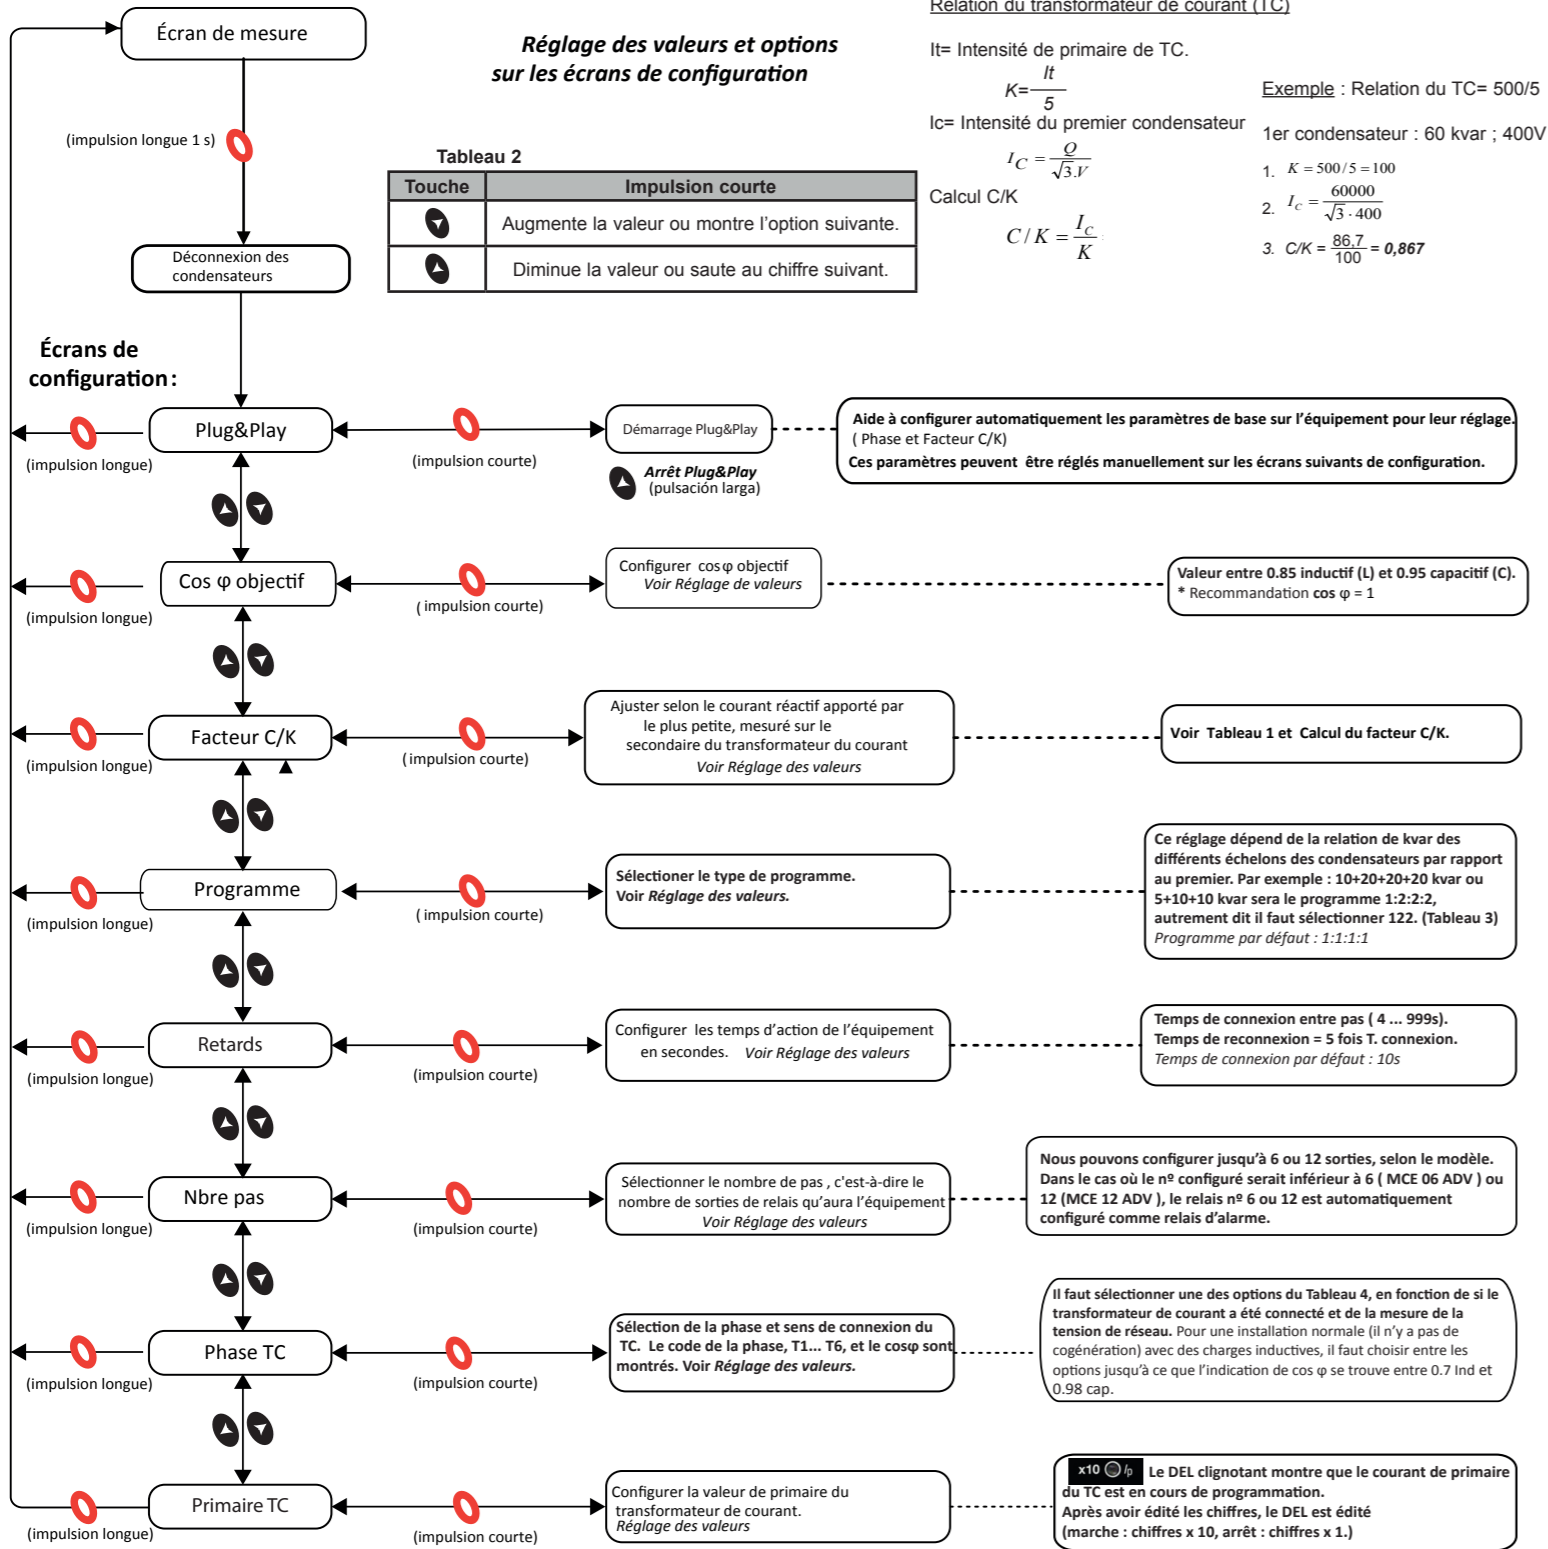 Écran de mesure
(impulsion longue 1 s)
Déconnexion des
condensateurs
Réglage des valeurs et options
sur les écrans de configuration
Tableau 2
Touche Impulsion courte
Augmente la valeur ou montre l'option suivante.
Diminue la valeur ou saute au chiffre suivant.
Relation du transformateur de courant (TC)
It= Intensité de primaire de TC.
K= It / 5
Ic= Intensité du premier condensateur
I_C = Q / √3.V
Calcul C/K
C / K = I_C / K
Exemple : Relation du TC= 500/5
1er condensateur : 60 kvar ; 400V
1. K = 500/5 = 100
2. I_C = 60000 / √3 · 400
3. C/K = 86,7 / 100 = 0,867
Écrans de
configuration :
(impulsion longue)
Plug&Play
(impulsion courte)
Démarrage Plug&Play
Arrêt Plug&Play
(pulsación larga)
Aide à configurer automatiquement les paramètres de base sur l'équipement pour leur réglage.
( Phase et Facteur C/K)
Ces paramètres peuvent être réglés manuellement sur les écrans suivants de configuration.
(impulsion longue)
Cos φ objectif
( impulsion courte)
Configurer cos φ objectif
Voir Réglage de valeurs
Valeur entre 0.85 inductif (L) et 0.95 capacitif (C).
* Recommandation cos φ = 1
(impulsion longue)
Facteur C/K
(impulsion courte)
Ajuster selon le courant réactif apporté par
le plus petite, mesuré sur le
secondaire du transformateur du courant
Voir Réglage des valeurs
Voir Tableau 1 et Calcul du facteur C/K.
(impulsion longue)
Programme
( impulsion courte)
Sélectioner le type de programme.
Voir Réglage des valeurs.
Ce réglage dépend de la relation de kvar des
différents échelons des condensateurs par rapport
au premier. Par exemple : 10+20+20+20 kvar ou
5+10+10 kvar sera le programme 1:2:2:2,
autrement dit il faut sélectionner 122. (Tableau 3)
Programme par défaut : 1:1:1:1
(impulsion longue)
Retards
(impulsion courte)
Configurer les temps d'action de l'équipement
en secondes. Voir Réglage des valeurs
Temps de connexion entre pas ( 4 ... 999s).
Temps de reconnexion = 5 fois T. connexion.
Temps de connexion par défaut : 10s
(impulsion longue)
Nbre pas
(impulsion courte)
Sélectionner le nombre de pas , c'est-à-dire le
nombre de sorties de relais qu'aura l'équipement
Voir Réglage des valeurs
Nous pouvons configurer jusqu'à 6 ou 12 sorties, selon le modèle.
Dans le cas où le nº configuré serait inférieur à 6 ( MCE 06 ADV ) ou
12 (MCE 12 ADV ), le relais nº 6 ou 12 est automatiquement
configuré comme relais d'alarme.
(impulsion longue)
Phase TC
(impulsion courte)
Sélection de la phase et sens de connexion du
TC. Le code de la phase, T1... T6, et le cosφ sont
montrés. Voir Réglage des valeurs.
Il faut sélectionner une des options du Tableau 4, en fonction de si le
transformateur de courant a été connecté et de la mesure de la
tension de réseau. Pour une installation normale (il n'y a pas de
cogénération) avec des charges inductives, il faut choisir entre les
options jusqu'à ce que l'indication de cos φ se trouve entre 0.7 Ind et
0.98 cap.
(impulsion longue)
Primaire TC
(impulsion courte)
Configurer la valeur de primaire du
transformateur de courant.
Réglage des valeurs
x10 Ip Le DEL clignotant montre que le courant de primaire
du TC est en cours de programmation.
Après avoir édité les chiffres, le DEL est édité
(marche : chiffres x 10, arrêt : chiffres x 1.)